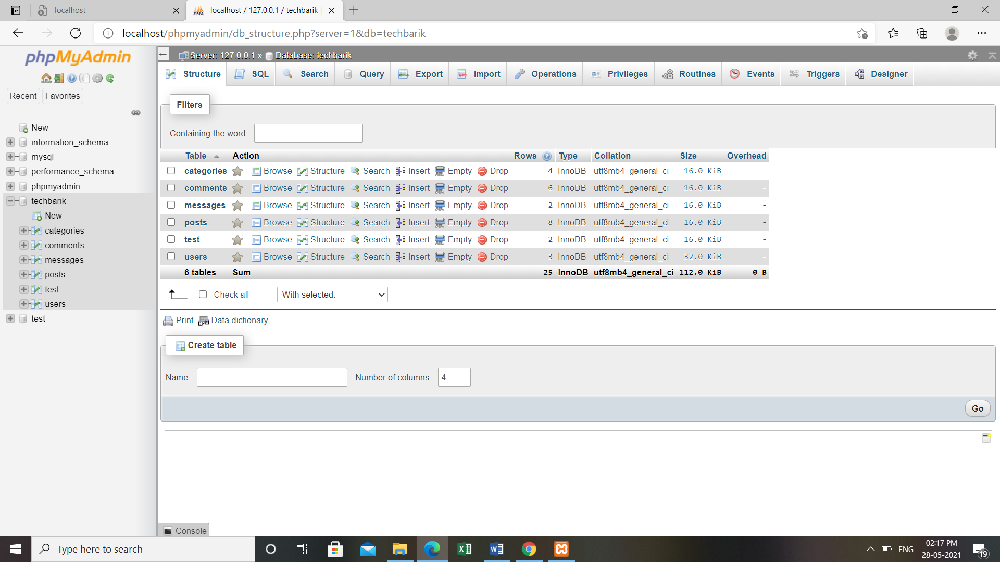 localhost
localhost / 127.0.0.1 / techbarik |
localhost/phpmyadmin/db_structure.php?server=1&db=techbarik
phpMyAdmin
Recent Favorites
New
information_schema
mysql
performance_schema
phpmyadmin
techbarik
New
categories
comments
messages
posts
test
users
test
Server: 127.0.0.1 » Database: techbarik
Structure SQL Search Query Export Import Operations Privileges Routines Events Triggers Designer
Filters
Containing the word:
Table Action Rows Type Collation Size Overhead
categories Browse Structure Search Insert Empty Drop 4 InnoDB utf8mb4_general_ci 16.0 KiB -
comments Browse Structure Search Insert Empty Drop 6 InnoDB utf8mb4_general_ci 16.0 KiB -
messages Browse Structure Search Insert Empty Drop 2 InnoDB utf8mb4_general_ci 16.0 KiB -
posts Browse Structure Search Insert Empty Drop 8 InnoDB utf8mb4_general_ci 16.0 KiB -
test Browse Structure Search Insert Empty Drop 2 InnoDB utf8mb4_general_ci 16.0 KiB -
users Browse Structure Search Insert Empty Drop 3 InnoDB utf8mb4_general_ci 32.0 KiB -
6 tables Sum 25 InnoDB utf8mb4_general_ci 112.0 KiB 0 B
Check all With selected:
Print Data dictionary
Create table
Name: Number of columns: 4
Go
Console
Type here to search
ENG
02:17 PM
28-05-2021
19